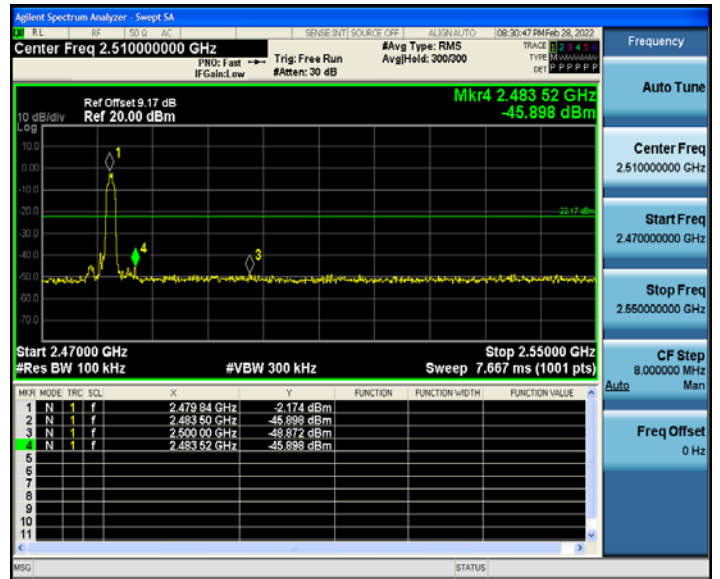 Agilent Spectrum Analyzer - Swept SA
RL RF 50 Ω AC SENSE:INT SOURCE OFF ALIGNAUTO 08:30:47 PM Feb 28, 2022
Center Freq 2.510000000 GHz
PNO: Fast
IFGain:Low
Trig: Free Run
#Atten: 30 dB
#Avg Type: RMS
Avg|Hold: 300/300
TRACE 1 2 3 4 5 6
TYPE M
DET P P P P P P
Mkr4 2.483 52 GHz
-45.898 dBm
Ref Offset 9.17 dB
10 dB/div Ref 20.00 dBm
Log
10.0
0.00
-10.0
-20.0
-30.0
-40.0
-50.0
-60.0
-70.0
1
4
3
-22.17 dBm
Start 2.47000 GHz Stop 2.55000 GHz
#Res BW 100 kHz #VBW 300 kHz Sweep 7.667 ms (1001 pts)
MKR MODE TRC SCL X Y FUNCTION FUNCTION WIDTH FUNCTION VALUE
1 N 1 f 2.479 84 GHz -2.174 dBm
2 N 1 f 2.483 50 GHz -45.898 dBm
3 N 1 f 2.500 00 GHz -48.872 dBm
4 N 1 f 2.483 52 GHz -45.898 dBm
5
6
7
8
9
10
11
MSG STATUS
Frequency
Auto Tune
Center Freq
2.510000000 GHz
Start Freq
2.470000000 GHz
Stop Freq
2.550000000 GHz
CF Step
8.000000 MHz
Auto Man
Freq Offset
0 Hz